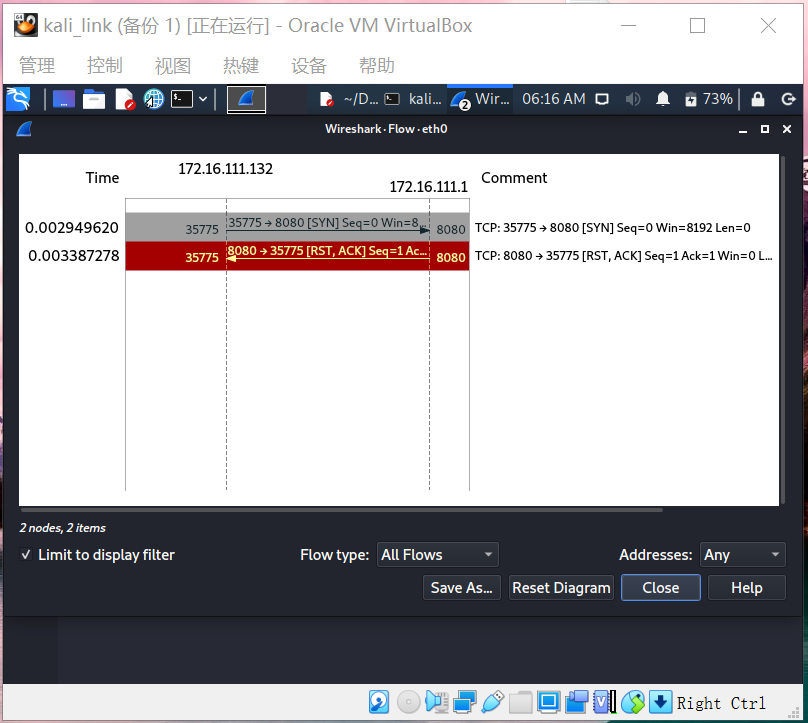 kali_link (备份 1) [正在运行] - Oracle VM VirtualBox
管理 控制 视图 热键 设备 帮助
~/D... kali... Wir... 06:16 AM 73%
Wireshark · Flow · eth0
Time 172.16.111.132 172.16.111.1 Comment
0.002949620 35775 35775 → 8080 [SYN] Seq=0 Win=8... 8080 TCP: 35775 → 8080 [SYN] Seq=0 Win=8192 Len=0
0.003387278 35775 8080 → 35775 [RST, ACK] Seq=1 Ac... 8080 TCP: 8080 → 35775 [RST, ACK] Seq=1 Ack=1 Win=0 L...
2 nodes, 2 items
Limit to display filter Flow type: All Flows Addresses: Any
Save As... Reset Diagram Close Help
Right Ctrl